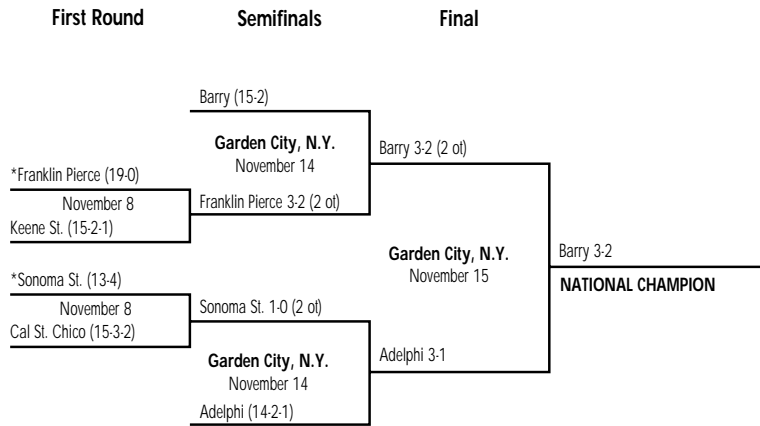 First Round Semifinals Final
Barry (15-2)
Garden City, N.Y.
November 14
Barry 3-2 (2 ot)
*Franklin Pierce (19-0)
November 8
Franklin Pierce 3-2 (2 ot)
Keene St. (15-2-1)
Garden City, N.Y.
November 15
Barry 3-2
NATIONAL CHAMPION
*Sonoma St. (13-4)
November 8
Sonoma St. 1-0 (2 ot)
Cal St. Chico (15-3-2)
Garden City, N.Y.
November 14
Adelphi 3-1
Adelphi (14-2-1)